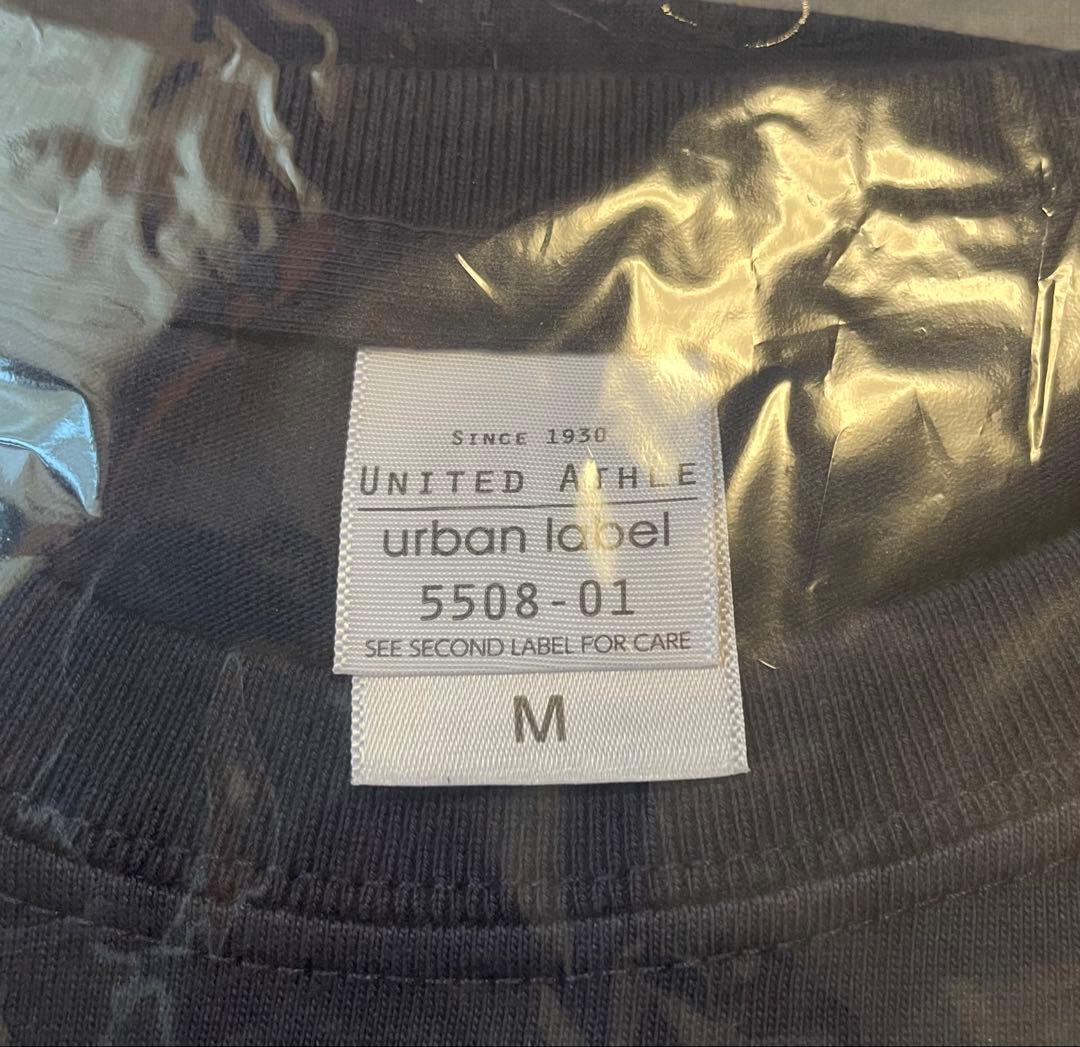 SINCE 1930
UNITED ATHLE
urban label
5508-01
SEE SECOND LABEL FOR CARE
M